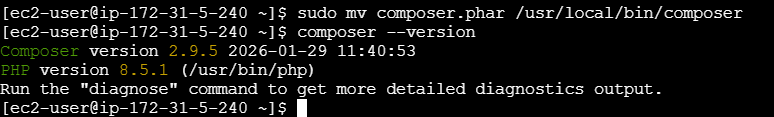 [ec2-user@ip-172-31-5-240 ~]$ sudo mv composer.phar /usr/local/bin/composer
[ec2-user@ip-172-31-5-240 ~]$ composer --version
Composer version 2.9.5 2026-01-29 11:40:53
PHP version 8.5.1 (/usr/bin/php)
Run the "diagnose" command to get more detailed diagnostics output.
[ec2-user@ip-172-31-5-240 ~]$